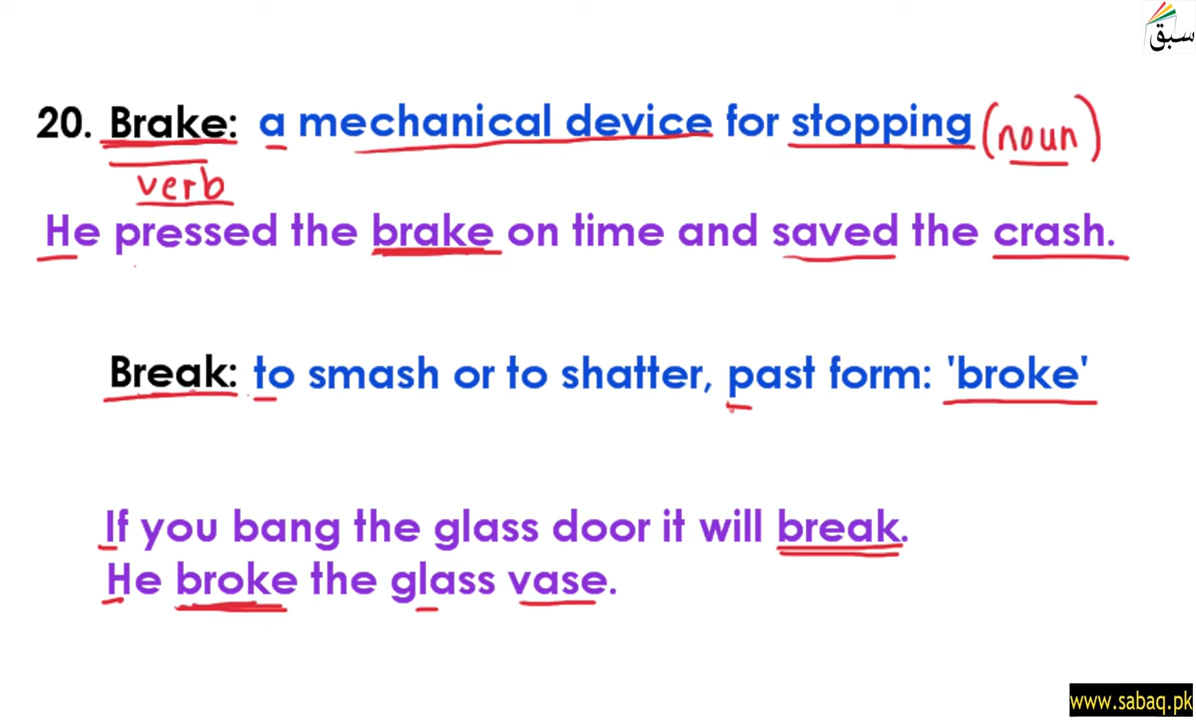 سبق
20. Brake: a mechanical device for stopping (noun)
verb
He pressed the brake on time and saved the crash.
Break: to smash or to shatter, past form: 'broke'
If you bang the glass door it will break.
He broke the glass vase.
www.sabaq.pk